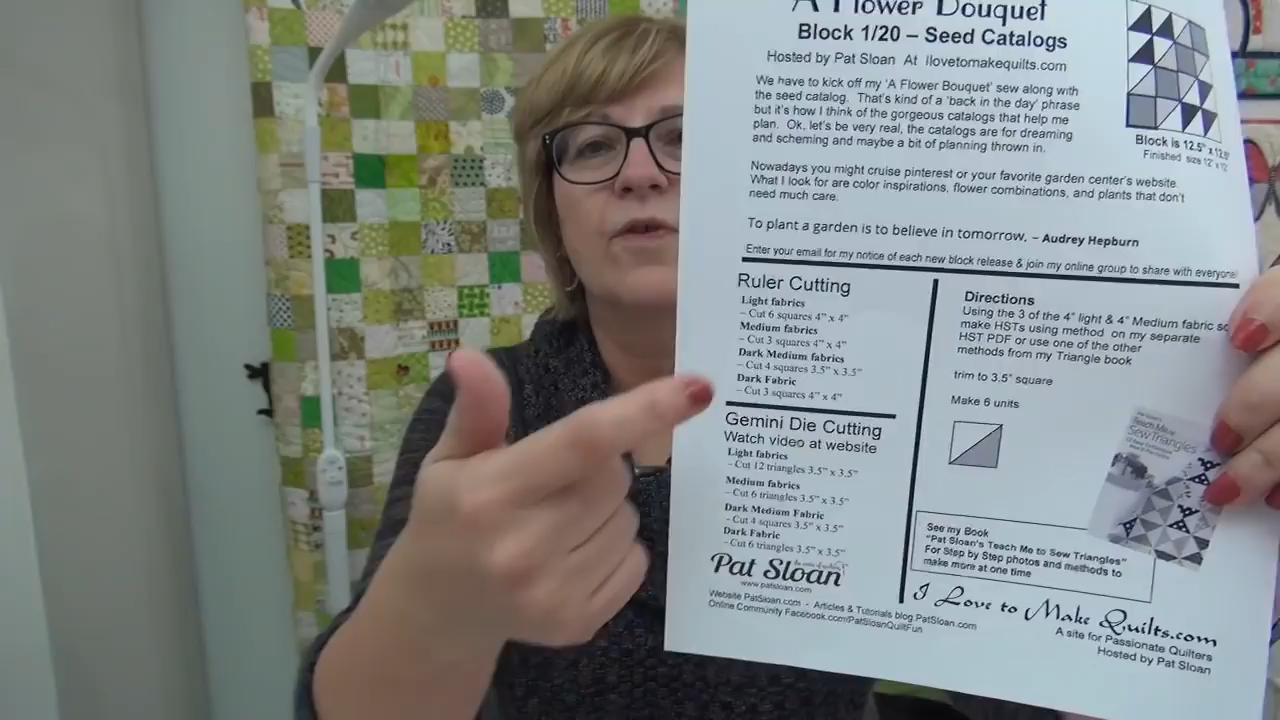 A Flower Bouquet
Block 1/20 – Seed Catalogs
Hosted by Pat Sloan At Ilovetomakequilts.com
We have to kick off my 'A Flower Bouquet' sew along with
the seed catalog. That's kind of a 'back in the day' phrase
but it's how I think of the gorgeous catalogs that help me
plan. Ok, let's be very real, the catalogs are for dreaming
and scheming and maybe a bit of planning thrown in.
Block is 12.5" x 12.5"
Finished size 12" x 12"
Nowadays you might cruise pinterest or your favorite garden center's website.
What I look for are color inspirations, flower combinations, and plants that don't
need much care.
To plant a garden is to believe in tomorrow. – Audrey Hepburn
Enter your email for my notice of each new block release & join my online group to share with everyone!
Ruler Cutting
Light fabrics
– Cut 6 squares 4" x 4"
Medium fabrics
– Cut 3 squares 4" x 4"
Dark Medium fabrics
– Cut 4 squares 3.5" x 3.5"
Dark Fabric
– Cut 3 squares 4" x 4"
Gemini Die Cutting
Watch video at website
Light fabrics
– Cut 12 triangles 3.5" x 3.5"
Medium fabrics
– Cut 6 triangles 3.5" x 3.5"
Dark Medium Fabric
– Cut 4 squares 3.5" x 3.5"
Dark Fabric
– Cut 6 triangles 3.5" x 3.5"
Pat Sloan
www.patsloan.com
Directions
Using the 3 of the 4" light & 4" Medium fabric
make HSTs using method on my separate
HST PDF or use one of the other
methods from my Triangle book
trim to 3.5" square
Make 6 units
Teach Me to
Sew Triangles
See my Book
"Pat Sloan's Teach Me to Sew Triangles"
For Step by Step photos and methods to
make more at one time
Website PatSloan.com - Articles & Tutorials blog.PatSloan.com
Online Community Facebook.com/PatSloanQuiltFun
I Love to Make Quilts.com
A site for Passionate Quilters
Hosted by Pat Sloan